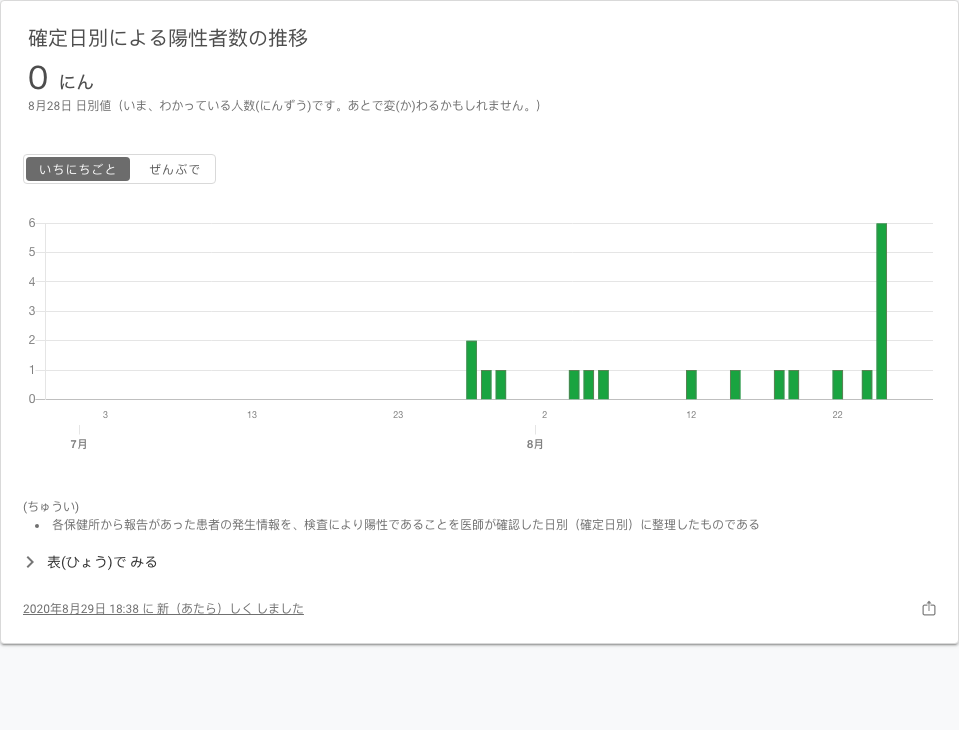 確定日別による陽性者数の推移
0 にん
8月28日 日別値（いま、わかっている人数(にんずう)です。あとで変(か)わるかもしれません。）
いちにちごと ぜんぶで
6
5
4
3
2
1
0
3 13 23 2 12 22
7月 8月
(ちゅうい)
• 各保健所から報告があった患者の発生情報を、検査により陽性であることを医師が確認した日別（確定日別）に整理したものである
表(ひょう)で みる
2020年8月29日 18:38 に 新（あたら）しく しました